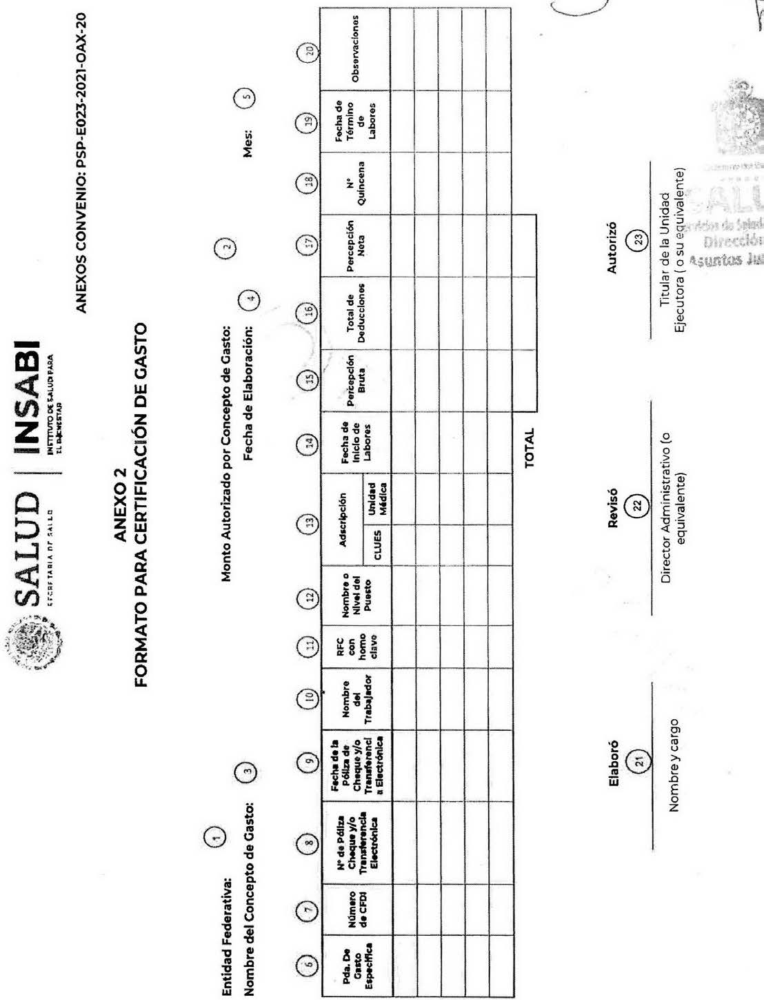 SALUD
SECRETARÍA DE SALUD
INSABI
INSTITUTO DE SALUD PARA
EL BIENESTAR
ANEXOS CONVENIO: PSP-E023-2021-OAX-20
ANEXO 2
FORMATO PARA CERTIFICACIÓN DE GASTO
Entidad Federativa: 1
Monto Autorizado por Concepto de Gasto: 2
Nombre del Concepto de Gasto: 3
Fecha de Elaboración: 4
Mes: 5
6
7
8
9
10
11
12
13
14
15
16
17
18
19
20
Pda. De
Gasto
Especifica
Número
de CFDI
N° de Póliza
Cheque y/o
Transferencia
Electrónica
Fecha de la
Póliza de
Cheque y/o
Transferenci
a Electrónica
Nombre
del
Trabajador
RFC
con
homo
clave
Nombre o
Nivel del
Puesto
Adscripción
CLUES
Unidad
Médica
Fecha de
Inicio de
Labores
Percepción
Bruta
Total de
Deducciones
Percepción
Neta
N°
Quincena
Fecha de
Término
de
Labores
Observaciones
TOTAL
Elaboró
21
Nombre y cargo
Revisó
22
Director Administrativo (o
equivalente)
Autorizó
23
Titular de la Unidad
Ejecutora ( o su equivalente)
SALU
de Salud
Dirección
Asuntos Ju